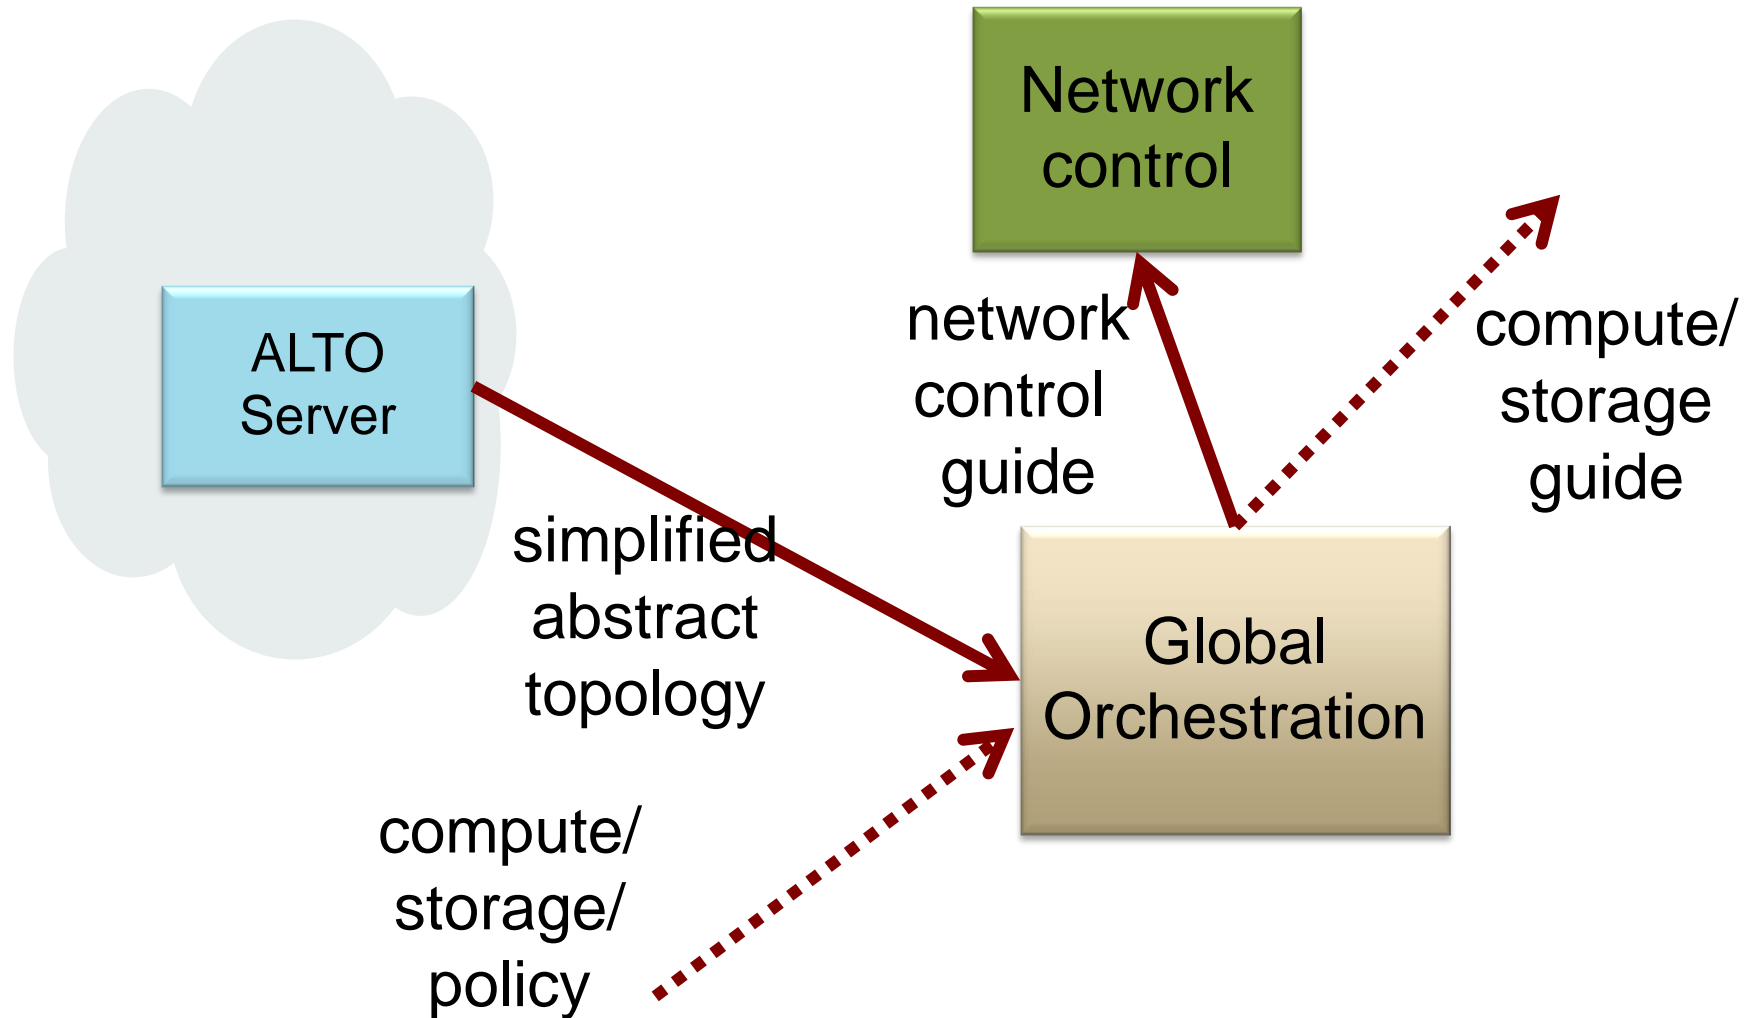 Network
control
ALTO
Server
network
control
guide
compute/
storage
guide
simplified
abstract
topology
Global
Orchestration
compute/
storage/
policy